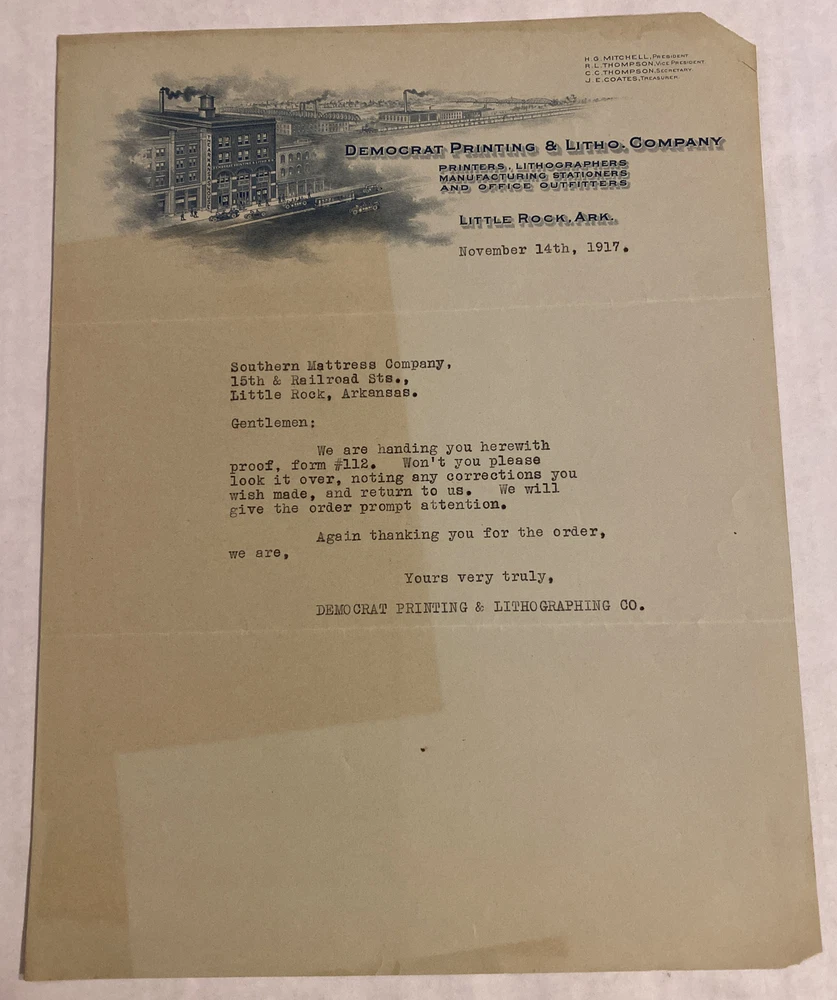 H. G. MITCHELL, PRESIDENT
R. L. THOMPSON, VICE PRESIDENT
C. C. THOMPSON, SECRETARY
J. E. COATES, TREASURER
DEMOCRAT PRINTING & LITHO. COMPANY
PRINTERS, LITHOGRAPHERS
MANUFACTURING STATIONERS
AND OFFICE OUTFITTERS
LITTLE ROCK, ARK.
November 14th, 1917.
Southern Mattress Company,
15th & Railroad Sts.,
Little Rock, Arkansas.
Gentlemen:
We are handing you herewith
proof, form #112. Won't you please
look it over, noting any corrections you
wish made, and return to us. We will
give the order prompt attention.
Again thanking you for the order,
we are,
Yours very truly,
DEMOCRAT PRINTING & LITHOGRAPHING CO.